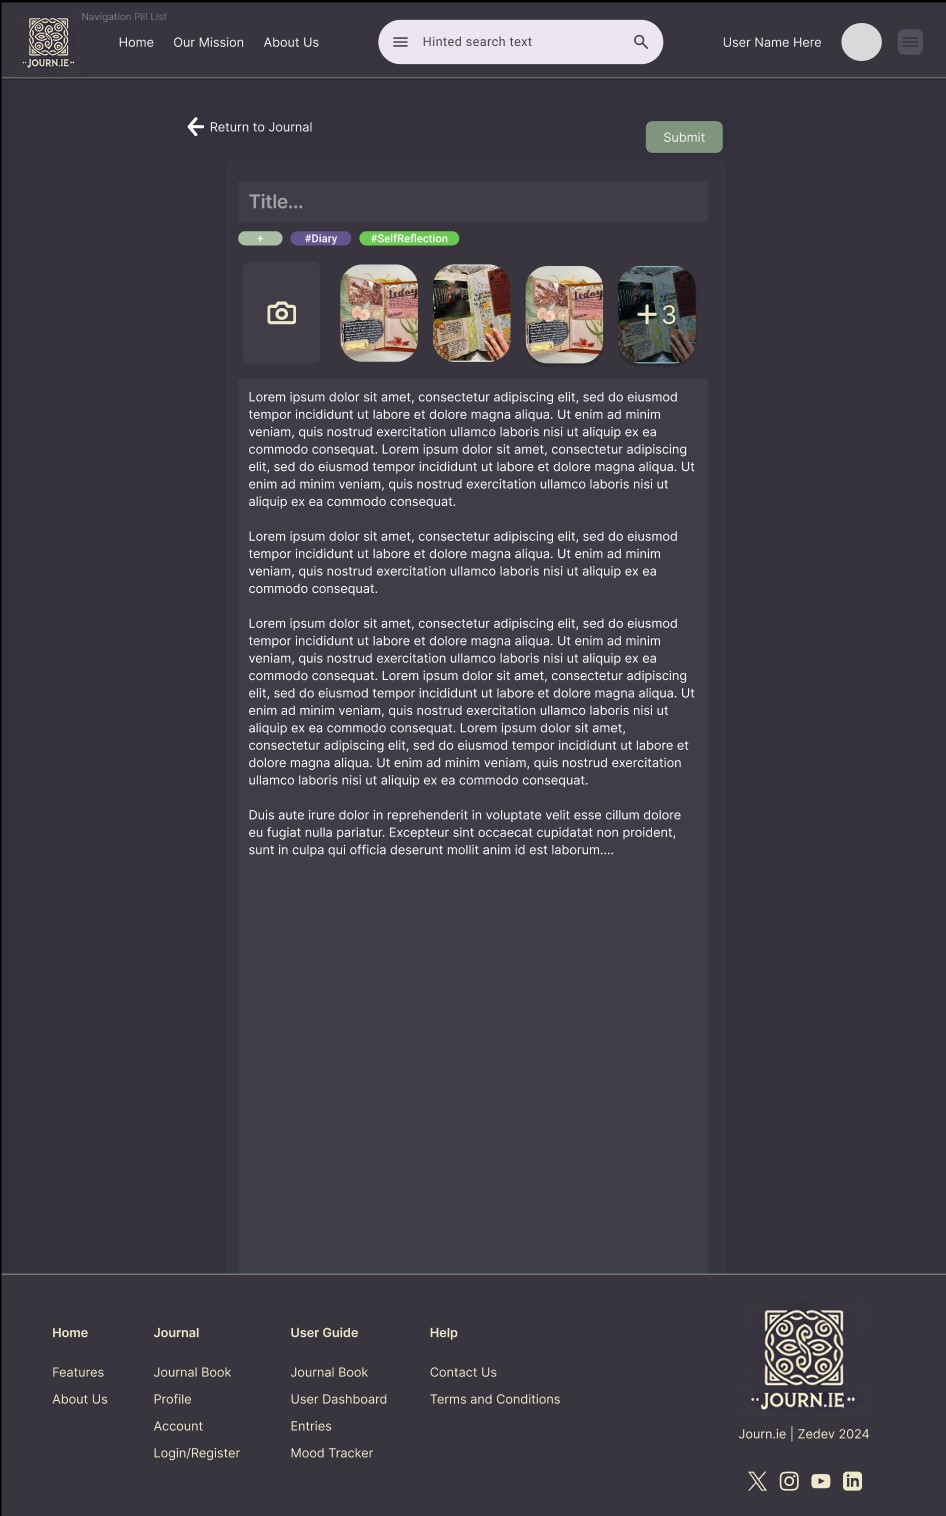 Navigation Pill List
Home Our Mission About Us
Hinted search text
User Name Here
··JOURN.IE··
Return to Journal
Submit
Title...
+ #Diary #SelfReflection
+3
Lorem ipsum dolor sit amet, consectetur adipiscing elit, sed do eiusmod
tempor incididunt ut labore et dolore magna aliqua. Ut enim ad minim
veniam, quis nostrud exercitation ullamco laboris nisi ut aliquip ex ea
commodo consequat. Lorem ipsum dolor sit amet, consectetur adipiscing
elit, sed do eiusmod tempor incididunt ut labore et dolore magna aliqua. Ut
enim ad minim veniam, quis nostrud exercitation ullamco laboris nisi ut
aliquip ex ea commodo consequat.
Lorem ipsum dolor sit amet, consectetur adipiscing elit, sed do eiusmod
tempor incididunt ut labore et dolore magna aliqua. Ut enim ad minim
veniam, quis nostrud exercitation ullamco laboris nisi ut aliquip ex ea
commodo consequat.
Lorem ipsum dolor sit amet, consectetur adipiscing elit, sed do eiusmod
tempor incididunt ut labore et dolore magna aliqua. Ut enim ad minim
veniam, quis nostrud exercitation ullamco laboris nisi ut aliquip ex ea
commodo consequat. Lorem ipsum dolor sit amet, consectetur adipiscing
elit, sed do eiusmod tempor incididunt ut labore et dolore magna aliqua. Ut
enim ad minim veniam, quis nostrud exercitation ullamco laboris nisi ut
aliquip ex ea commodo consequat. Lorem ipsum dolor sit amet,
consectetur adipiscing elit, sed do eiusmod tempor incididunt ut labore et
dolore magna aliqua. Ut enim ad minim veniam, quis nostrud exercitation
ullamco laboris nisi ut aliquip ex ea commodo consequat.
Duis aute irure dolor in reprehenderit in voluptate velit esse cillum dolore
eu fugiat nulla pariatur. Excepteur sint occaecat cupidatat non proident,
sunt in culpa qui officia deserunt mollit anim id est laborum....
Home
Features
About Us
Journal
Journal Book
Profile
Account
Login/Register
User Guide
Journal Book
User Dashboard
Entries
Mood Tracker
Help
Contact Us
Terms and Conditions
··JOURN.IE··
Journ.ie | Zedev 2024